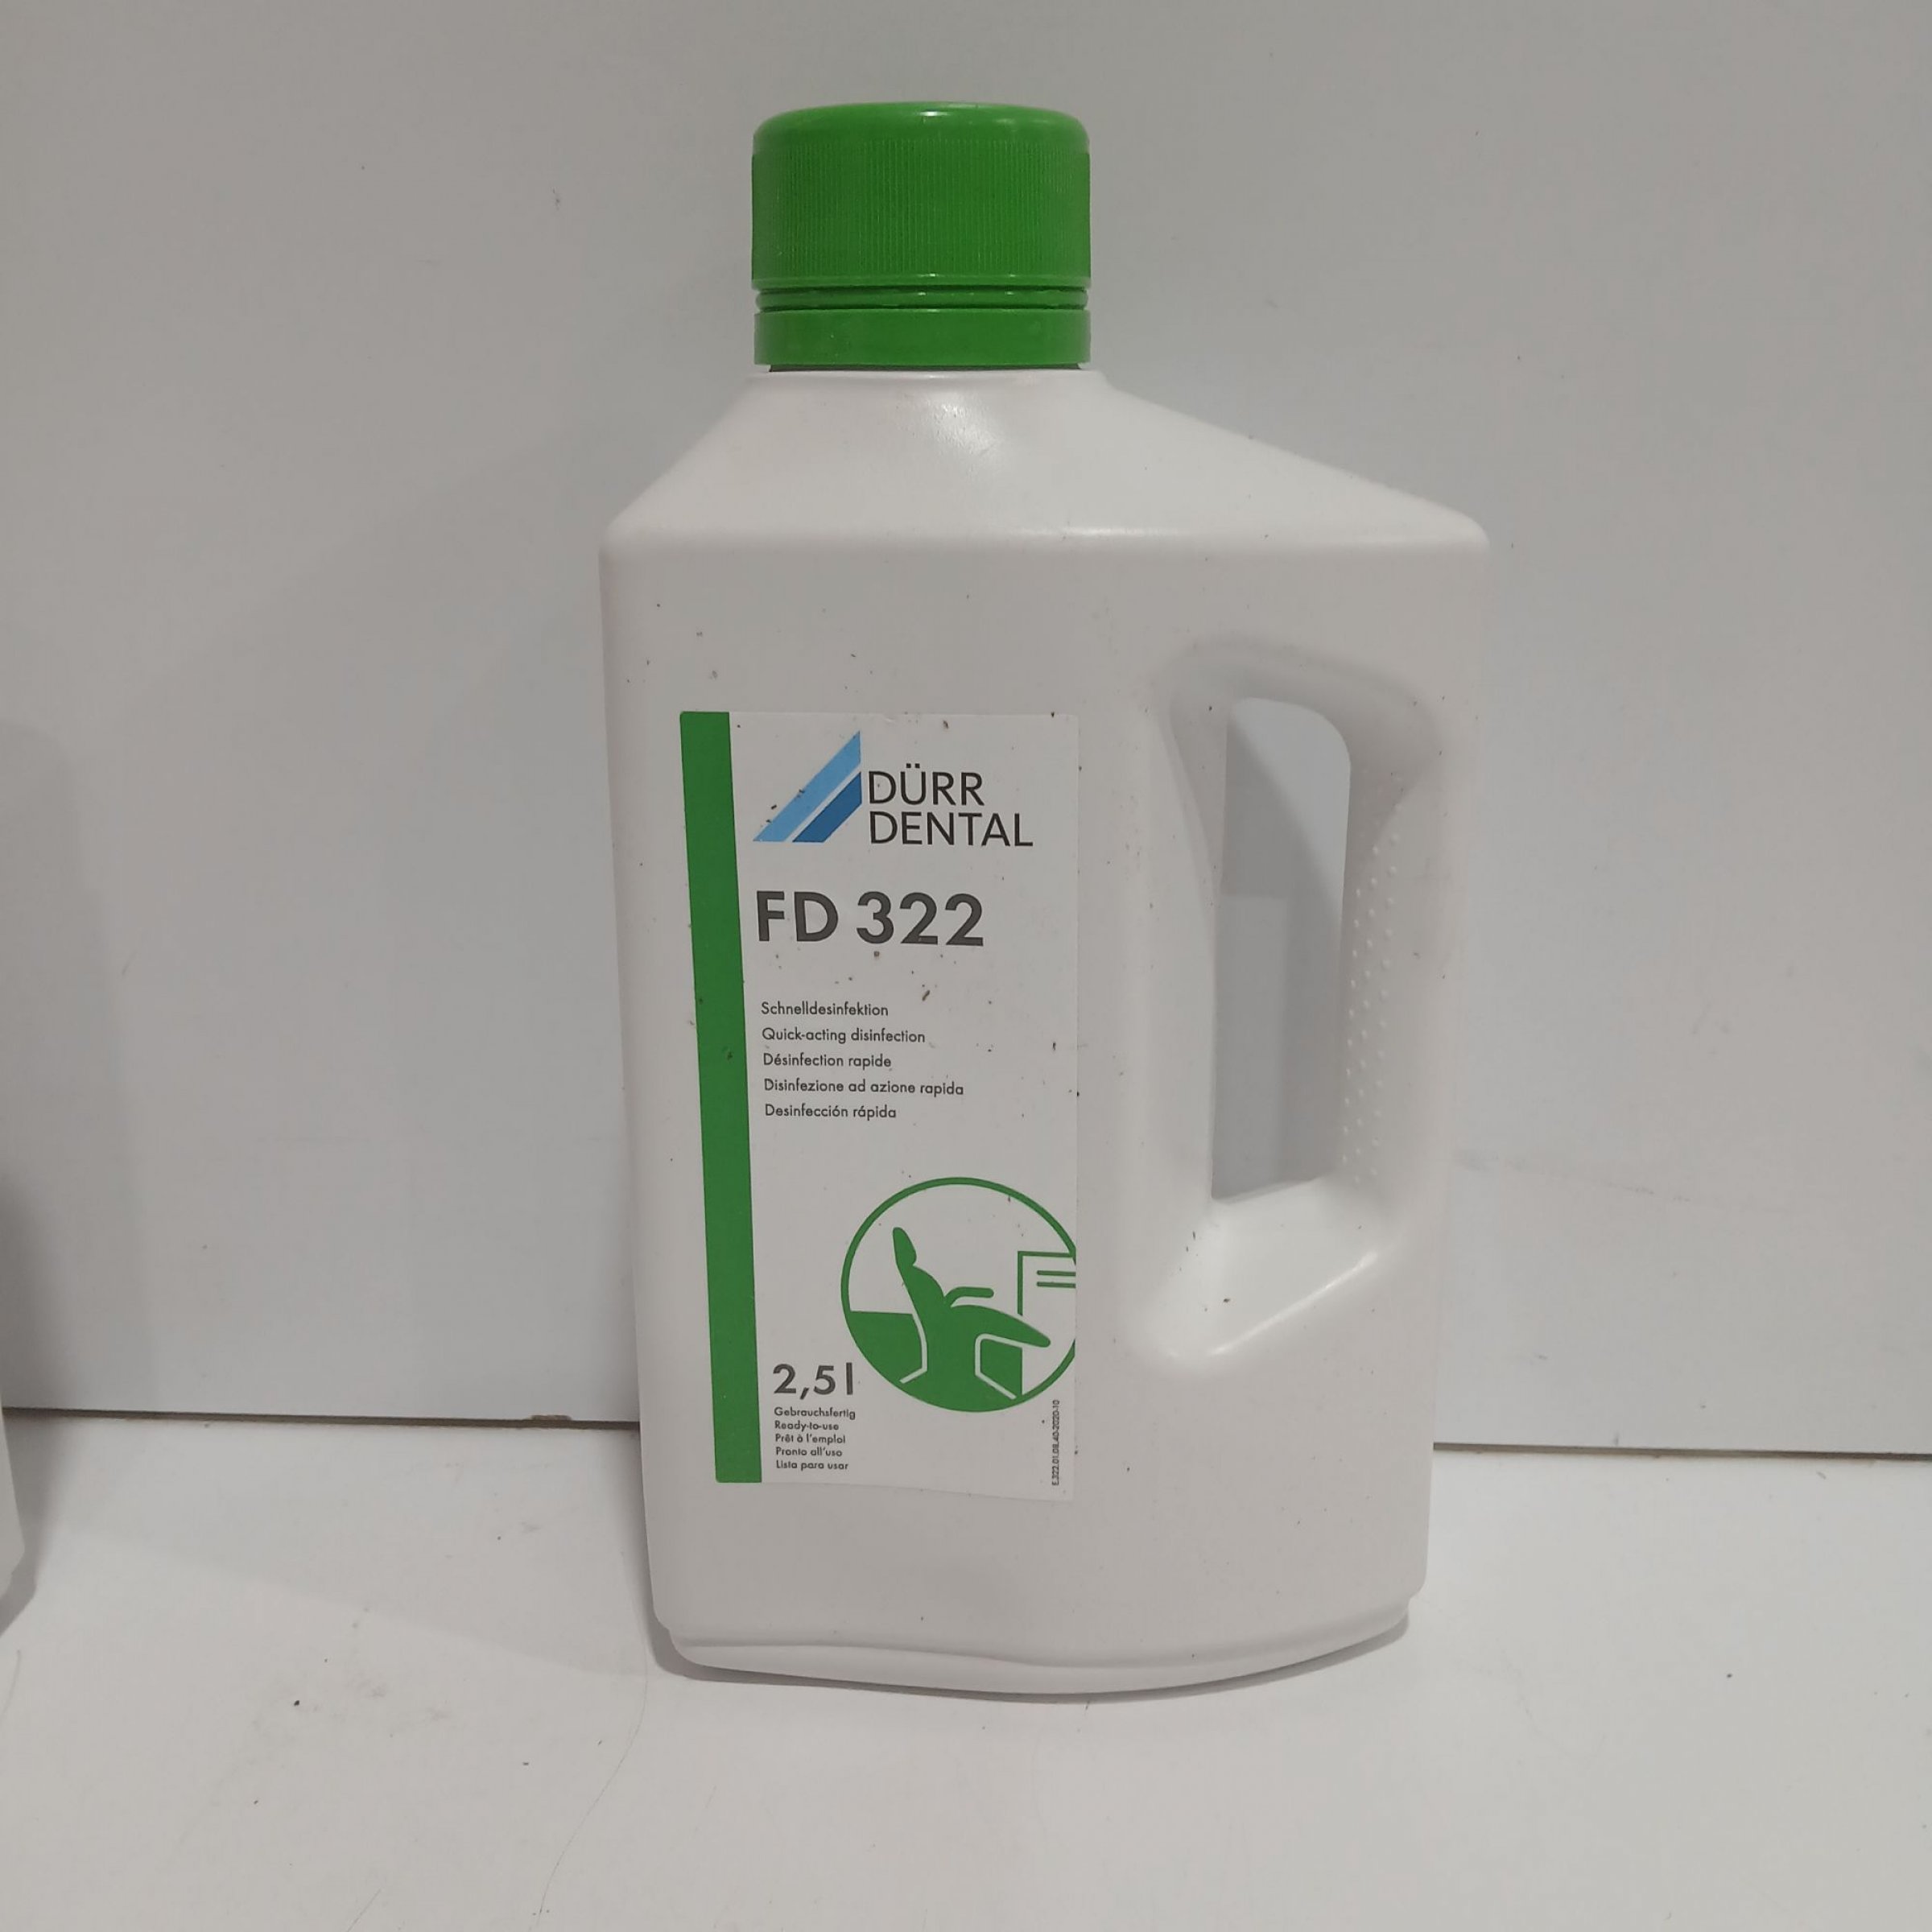 DÜRR
DENTAL
FD 322
Schnelldesinfektion
Quick-acting disinfection
Désinfection rapide
Disinfezione ad azione rapida
Desinfección rápida
2,5 l
Gebrauchsfertig
Ready-to-use
Prêt à l'emploi
Pronto all'uso
Lista para usar